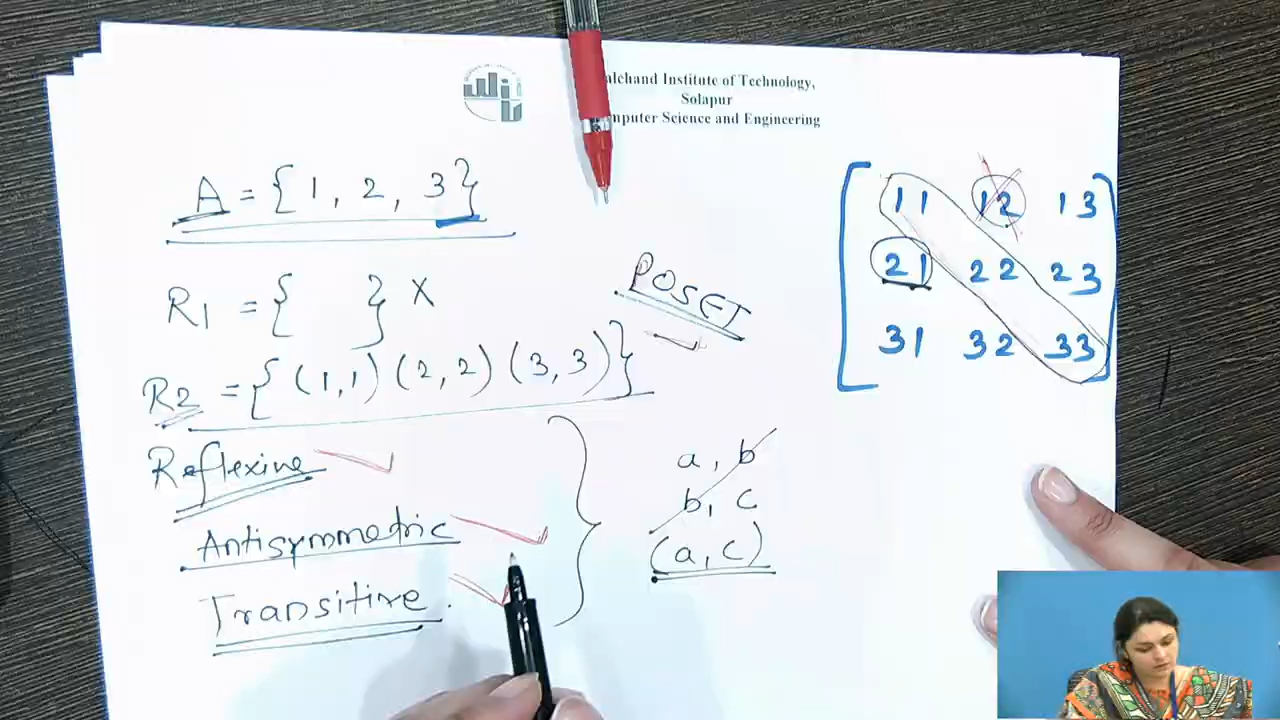 alchand Institute of Technology,
Solapur
mputer Science and Engineering
A = { 1, 2, 3 }
R1 = { } X
POSET
R2 = { (1,1) (2,2) (3,3) }
Reflexive
Antisymmetric
Transitive.
a, b
b, c
(a, c)
11 12 13
21 22 23
31 32 33